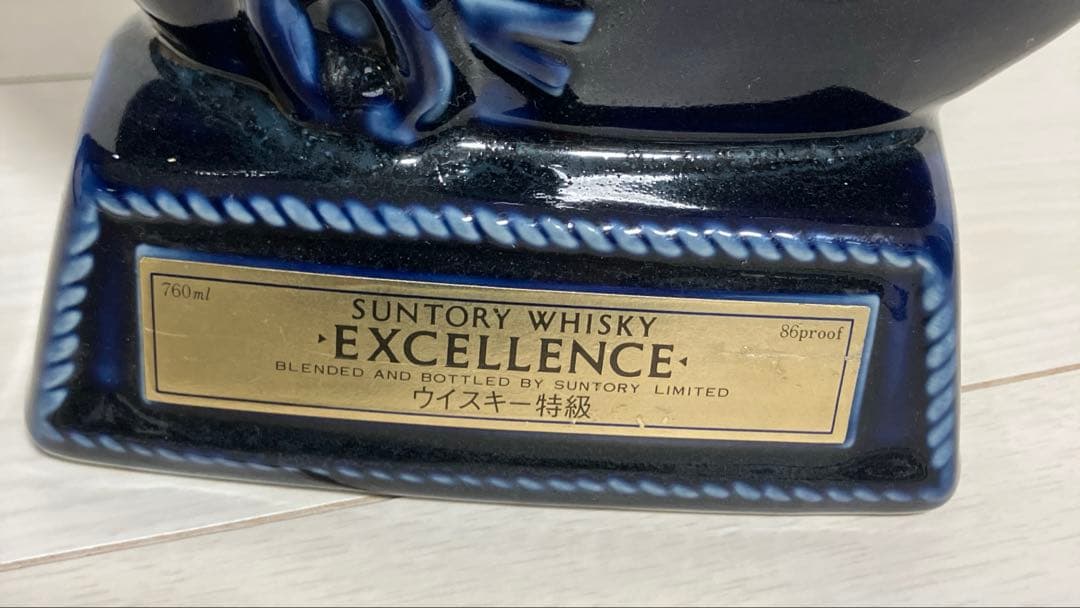 760ml
86proof
SUNTORY WHISKY
EXCELLENCE
BLENDED AND BOTTLED BY SUNTORY LIMITED
ウイスキー特級